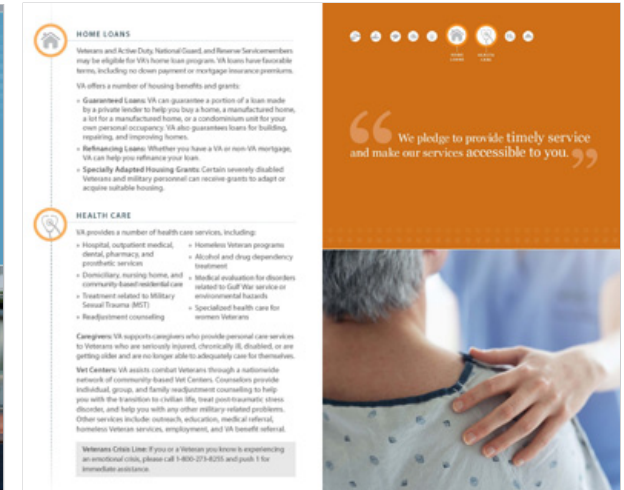 HOME LOANS
Veterans and Active Duty, National Guard, and Reserve Servicemembers
may be eligible for VA's home loan program. VA loans have favorable
terms, including no down payment or mortgage insurance premiums.
VA offers a number of housing benefits and grants:
» Guaranteed Loans: VA can guarantee a portion of a loan made
by a private lender to help you buy a home, a manufactured home,
a lot for a manufactured home, or a condominium unit for your
own personal occupancy. VA also guarantees loans for building,
repairing, and improving homes.
» Refinancing Loans: Whether you have a VA or non-VA mortgage,
VA can help you refinance your loan.
» Specially Adapted Housing Grants: Certain severely disabled
Veterans and military personnel can receive grants to adapt or
acquire suitable housing.
HEALTH CARE
VA provides a number of health care services, including:
» Hospital, outpatient medical,
dental, pharmacy, and
prosthetic services
» Domiciliary, nursing home, and
community-based residential care
» Treatment related to Military
Sexual Trauma (MST)
» Readjustment counseling
» Homeless Veteran programs
» Alcohol and drug dependency
treatment
» Medical evaluation for disorders
related to Gulf War service or
environmental hazards
» Specialized health care for
women Veterans
Caregivers: VA supports caregivers who provide personal care services
to Veterans who are seriously injured, chronically ill, disabled, or are
getting older and are no longer able to adequately care for themselves.
Vet Centers: VA assists combat Veterans through a nationwide
network of community-based Vet Centers. Counselors provide
individual, group, and family readjustment counseling to help
you with the transition to civilian life, treat post-traumatic stress
disorder, and help you with any other military-related problems.
Other services include: outreach, education, medical referral,
homeless Veteran services, employment, and VA benefit referral.
Veterans Crisis Line: If you or a Veteran you know is experiencing
an emotional crisis, please call 1-800-273-8255 and push 1 for
immediate assistance.
HOME
LOANS
HEALTH
CARE
“We pledge to provide timely service
and make our services accessible to you.”